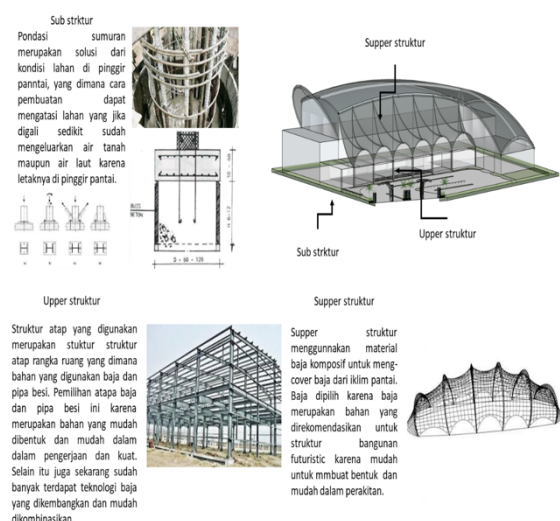 Sub strktur
Pondasi sumuran
merupakan solusi dari
kondisi lahan di pinggir
panntai, yang dimana cara
pembuatan dapat
mengatasi lahan yang jika
digali sedikit sudah
mengeluarkan air tanah
maupun air laut karena
letaknya di pinggir pantai.
D - 60 - 120
Supper struktur
Upper struktur
Sub strktur
Upper struktur
Struktur atap yang digunakan
merupakan stuktur struktur
atap rangka ruang yang dimana
bahan yang digunakan baja dan
pipa besi. Pemilihan atapa baja
dan pipa besi ini karena
merupakan bahan yang mudah
dibentuk dan mudah dalam
dalam pengerjaan dan kuat.
Selain itu juga sekarang sudah
banyak terdapat teknologi baja
yang dikembangkan dan mudah
dikombinasikan
Supper struktur
Supper struktur
menggunnakan material
baja komposif untuk meng-
cover baja dari iklim pantai.
Baja dipilih karena baja
merupakan bahan yang
direkomendasikan untuk
struktur bangunan
futuristic karena mudah
untuk mmbuat bentuk dan
mudah dalam perakitan.